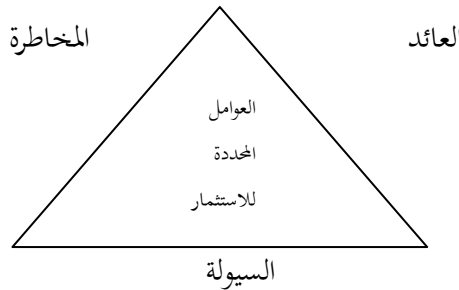 العائد
المخاطرة
العوامل
المحددة
للاستثمار
السيولة